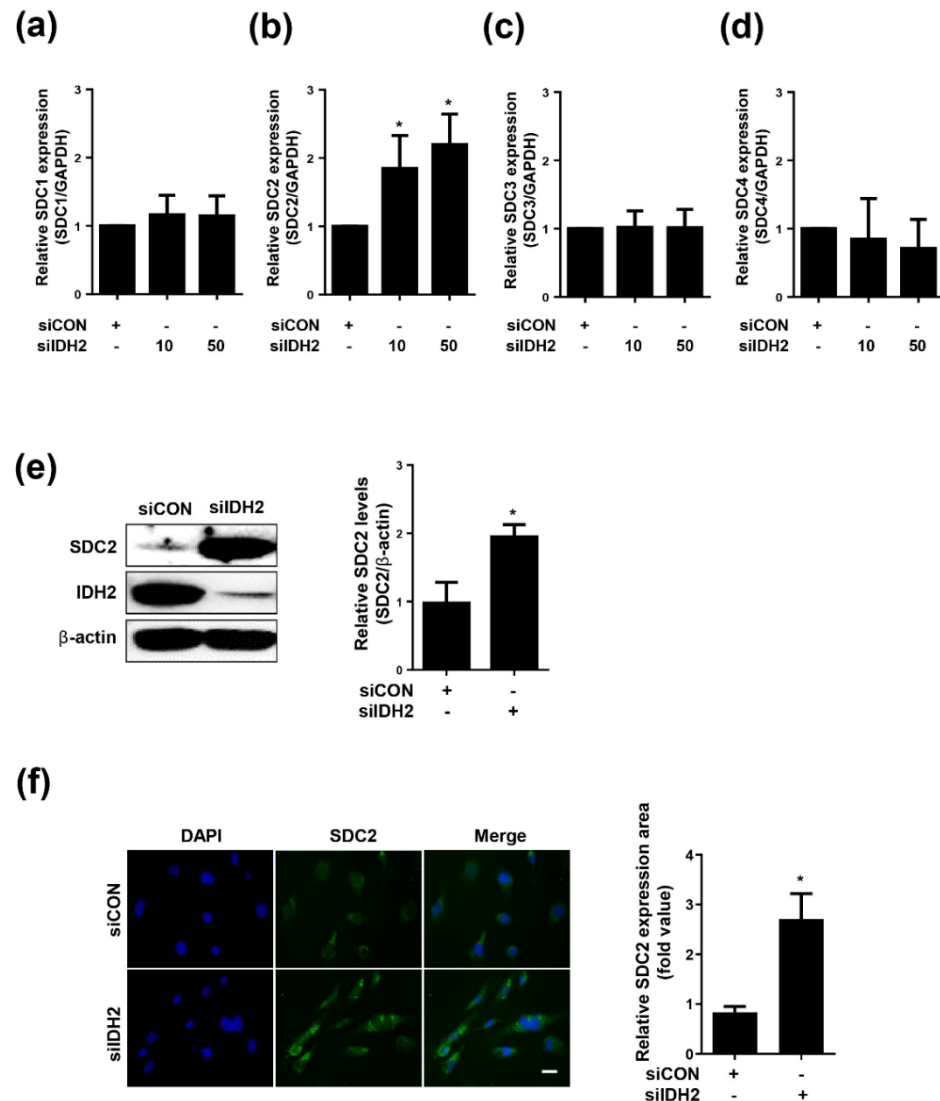 (a)
(b)
(c)
(d)
Relative SDC1 expression
(SDC1/GAPDH)
3
2
1
0
siCON + - -
siIDH2 - 10 50
Relative SDC2 expression
(SDC2/GAPDH)
3
2
1
0
* *
siCON + - -
siIDH2 - 10 50
Relative SDC3 expression
(SDC3/GAPDH)
3
2
1
0
siCON + - -
siIDH2 - 10 50
Relative SDC4 expression
(SDC4/GAPDH)
3
2
1
0
siCON + - -
siIDH2 - 10 50
(e)
siCON siIDH2
SDC2
IDH2
β-actin
Relative SDC2 levels
(SDC2/β-actin)
3
2
1
0
*
siCON + -
siIDH2 - +
(f)
DAPI SDC2 Merge
siCON
siIDH2
Relative SDC2 expression area
(fold value)
4
3
2
1
0
*
siCON + -
siIDH2 - +